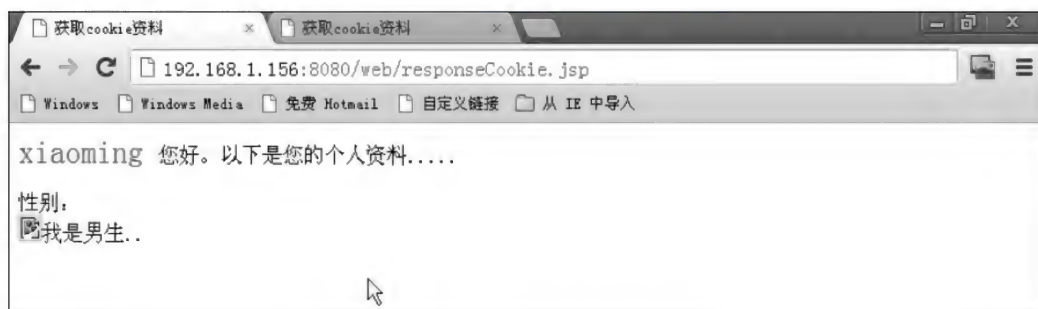 获取cookie资料 × 获取cookie资料 ×
192.168.1.156:8080/web/responseCookie.jsp
Windows Windows Media 免费 Hotmail 自定义链接 从 IE 中导入
xiaoming 您好。以下是您的个人资料.....
性别:
我是男生..